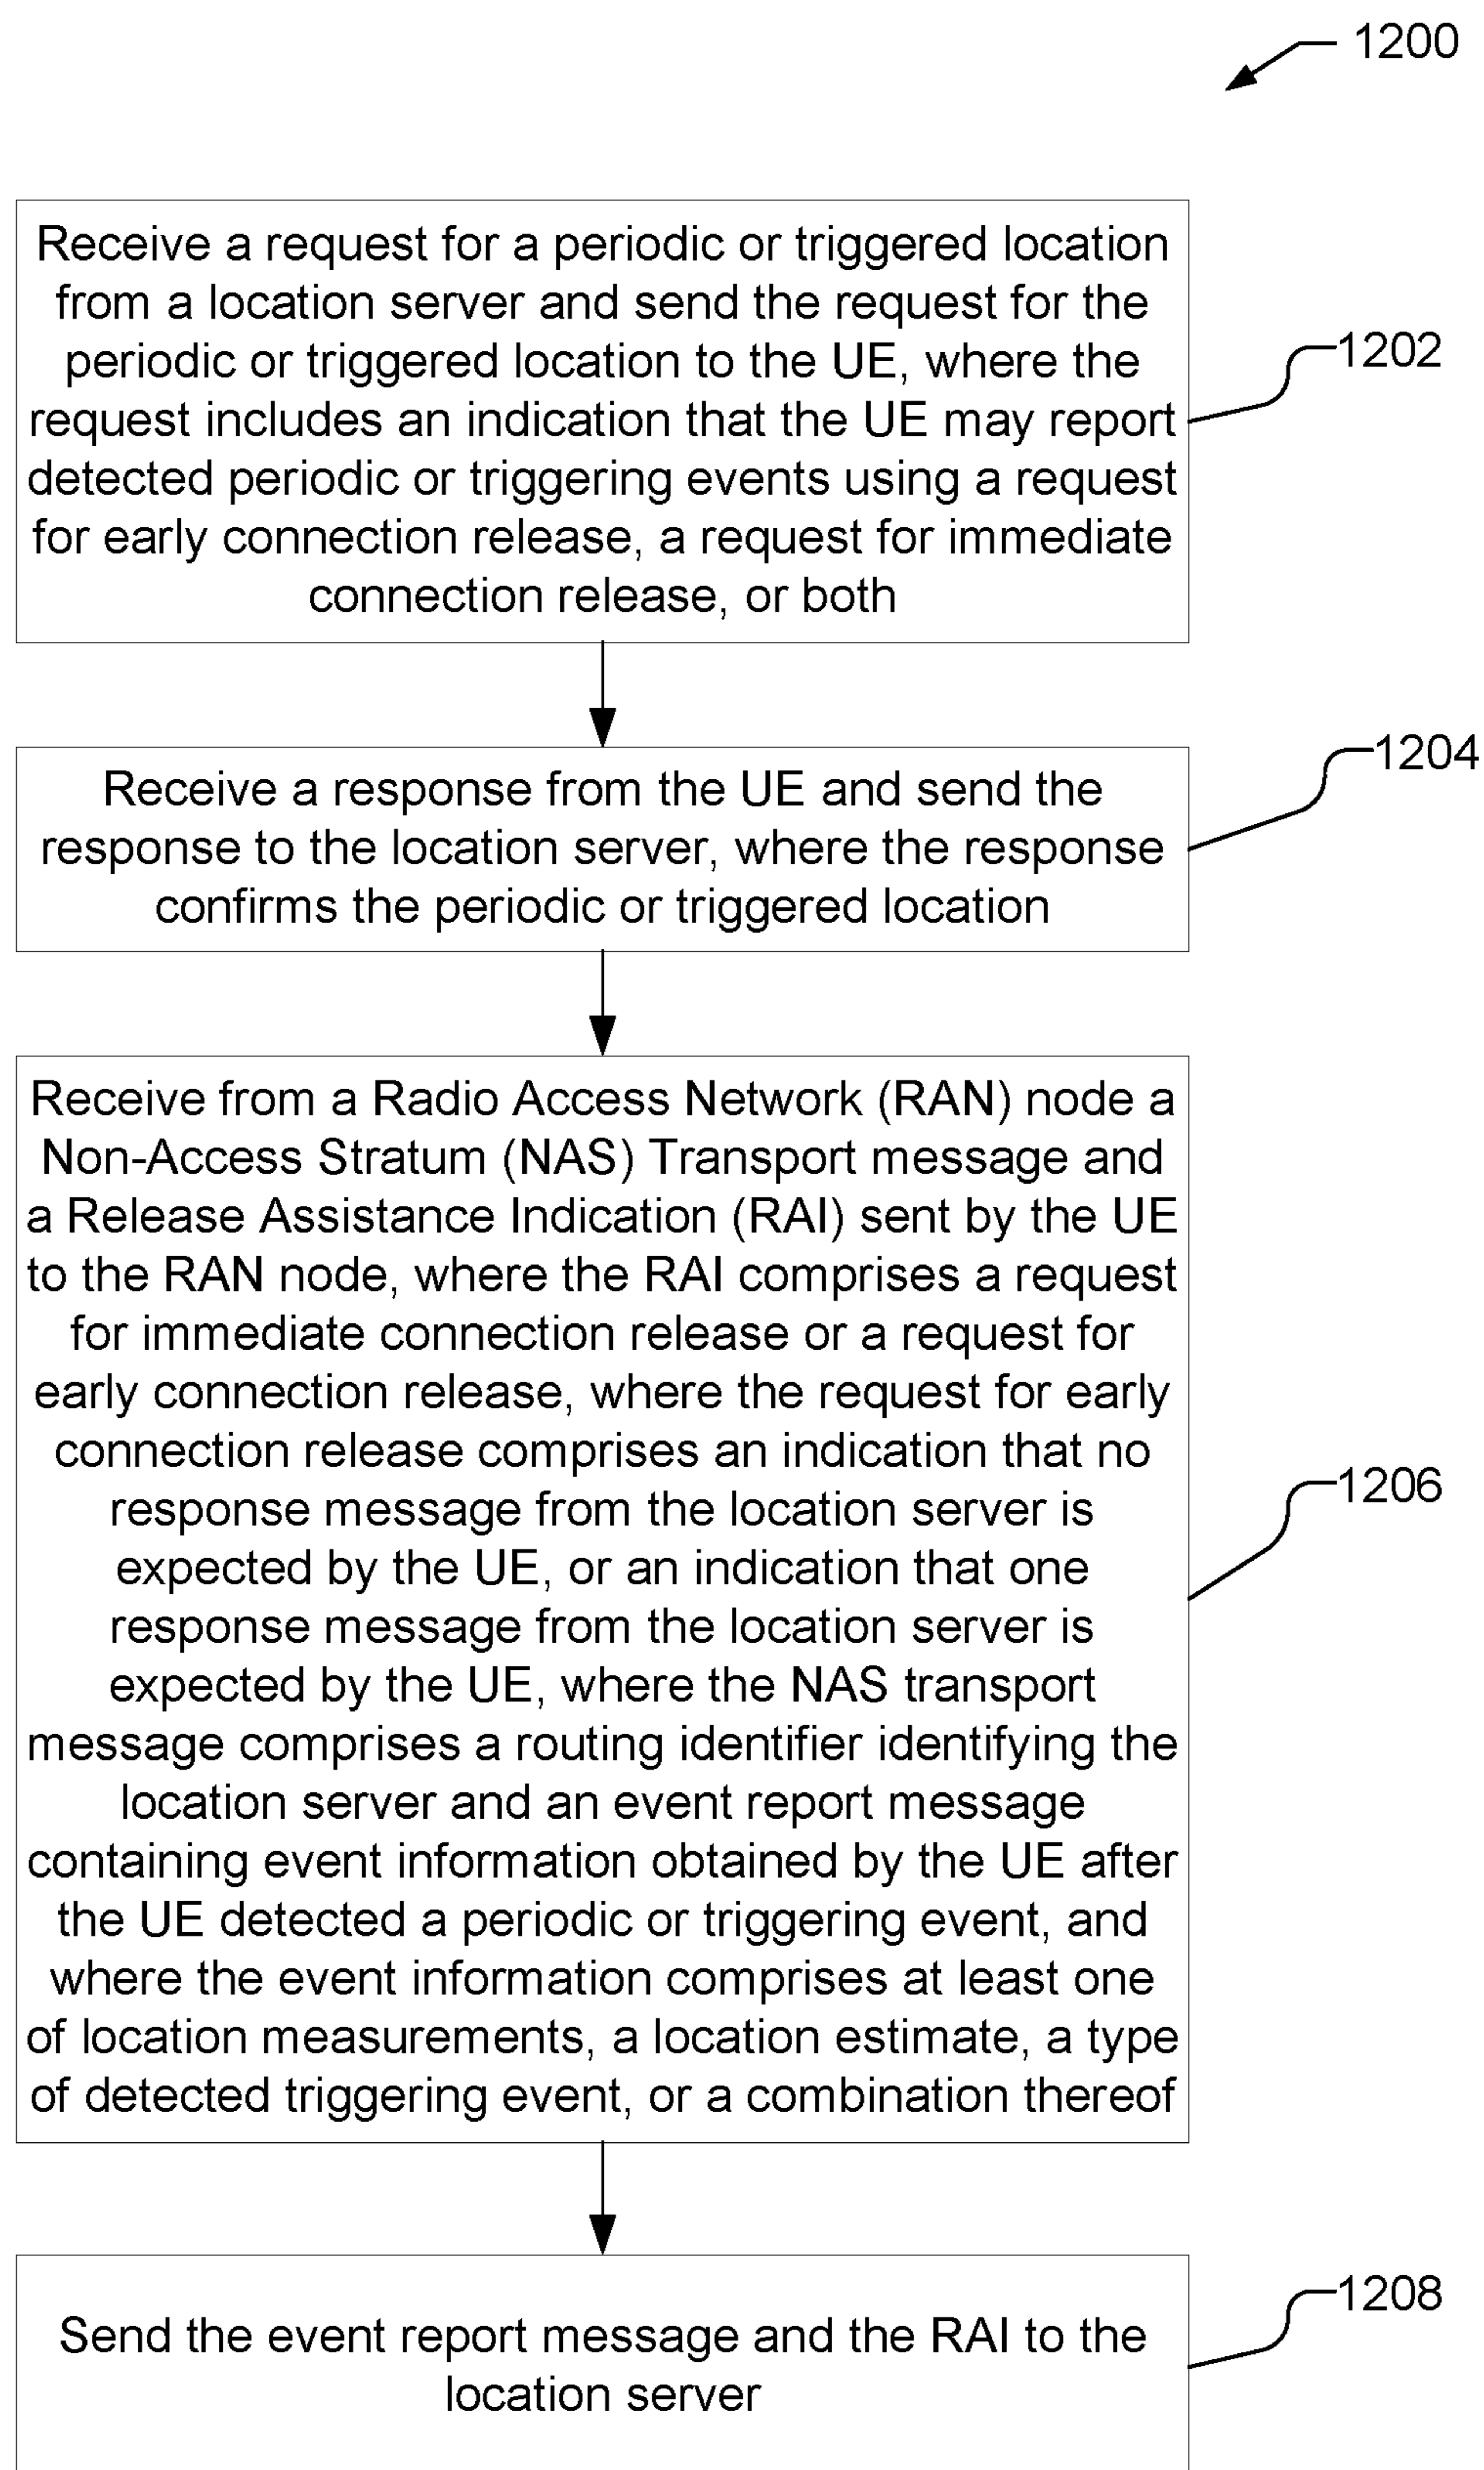 1200
Receive a request for a periodic or triggered location
from a location server and send the request for the
periodic or triggered location to the UE, where the
request includes an indication that the UE may report
detected periodic or triggering events using a request
for early connection release, a request for immediate
connection release, or both
1202
Receive a response from the UE and send the
response to the location server, where the response
confirms the periodic or triggered location
1204
Receive from a Radio Access Network (RAN) node a
Non-Access Stratum (NAS) Transport message and
a Release Assistance Indication (RAI) sent by the UE
to the RAN node, where the RAI comprises a request
for immediate connection release or a request for
early connection release, where the request for early
connection release comprises an indication that no
response message from the location server is
expected by the UE, or an indication that one
response message from the location server is
expected by the UE, where the NAS transport
message comprises a routing identifier identifying the
location server and an event report message
containing event information obtained by the UE after
the UE detected a periodic or triggering event, and
where the event information comprises at least one
of location measurements, a location estimate, a type
of detected triggering event, or a combination thereof
1206
Send the event report message and the RAI to the
location server
1208